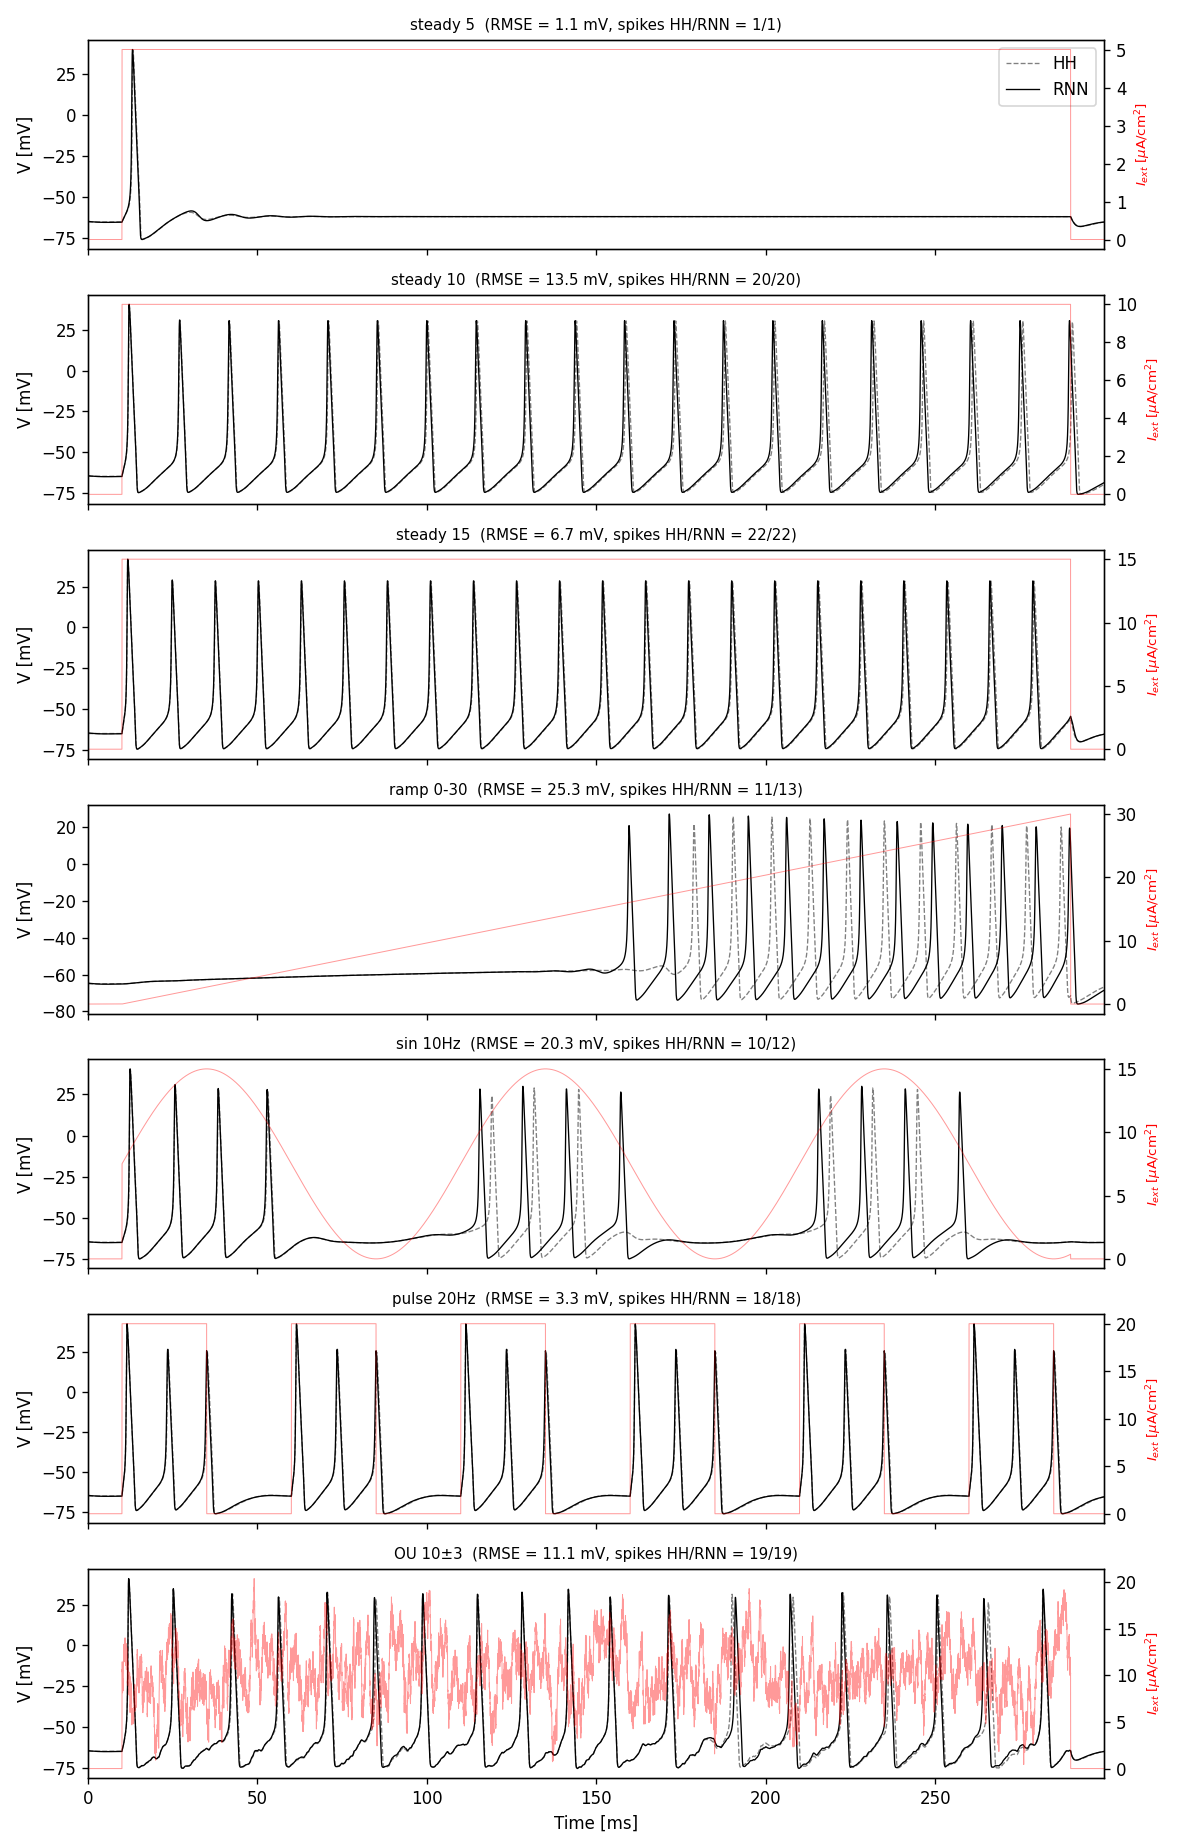 steady 5  (RMSE = 1.1 mV, spikes HH/RNN = 1/1)
HH
RNN
V [mV]
25
0
−25
−50
−75
5
4
3
2
1
0
I_ext [μA/cm²]
steady 10  (RMSE = 13.5 mV, spikes HH/RNN = 20/20)
V [mV]
25
0
−25
−50
−75
10
8
6
4
2
0
I_ext [μA/cm²]
steady 15  (RMSE = 6.7 mV, spikes HH/RNN = 22/22)
V [mV]
25
0
−25
−50
−75
15
10
5
0
I_ext [μA/cm²]
ramp 0-30  (RMSE = 25.3 mV, spikes HH/RNN = 11/13)
V [mV]
20
0
−20
−40
−60
−80
30
20
10
0
I_ext [μA/cm²]
sin 10Hz  (RMSE = 20.3 mV, spikes HH/RNN = 10/12)
V [mV]
25
0
−25
−50
−75
15
10
5
0
I_ext [μA/cm²]
pulse 20Hz  (RMSE = 3.3 mV, spikes HH/RNN = 18/18)
V [mV]
25
0
−25
−50
−75
20
15
10
5
0
I_ext [μA/cm²]
OU 10±3  (RMSE = 11.1 mV, spikes HH/RNN = 19/19)
V [mV]
25
0
−25
−50
−75
20
15
10
5
0
I_ext [μA/cm²]
0 50 100 150 200 250
Time [ms]